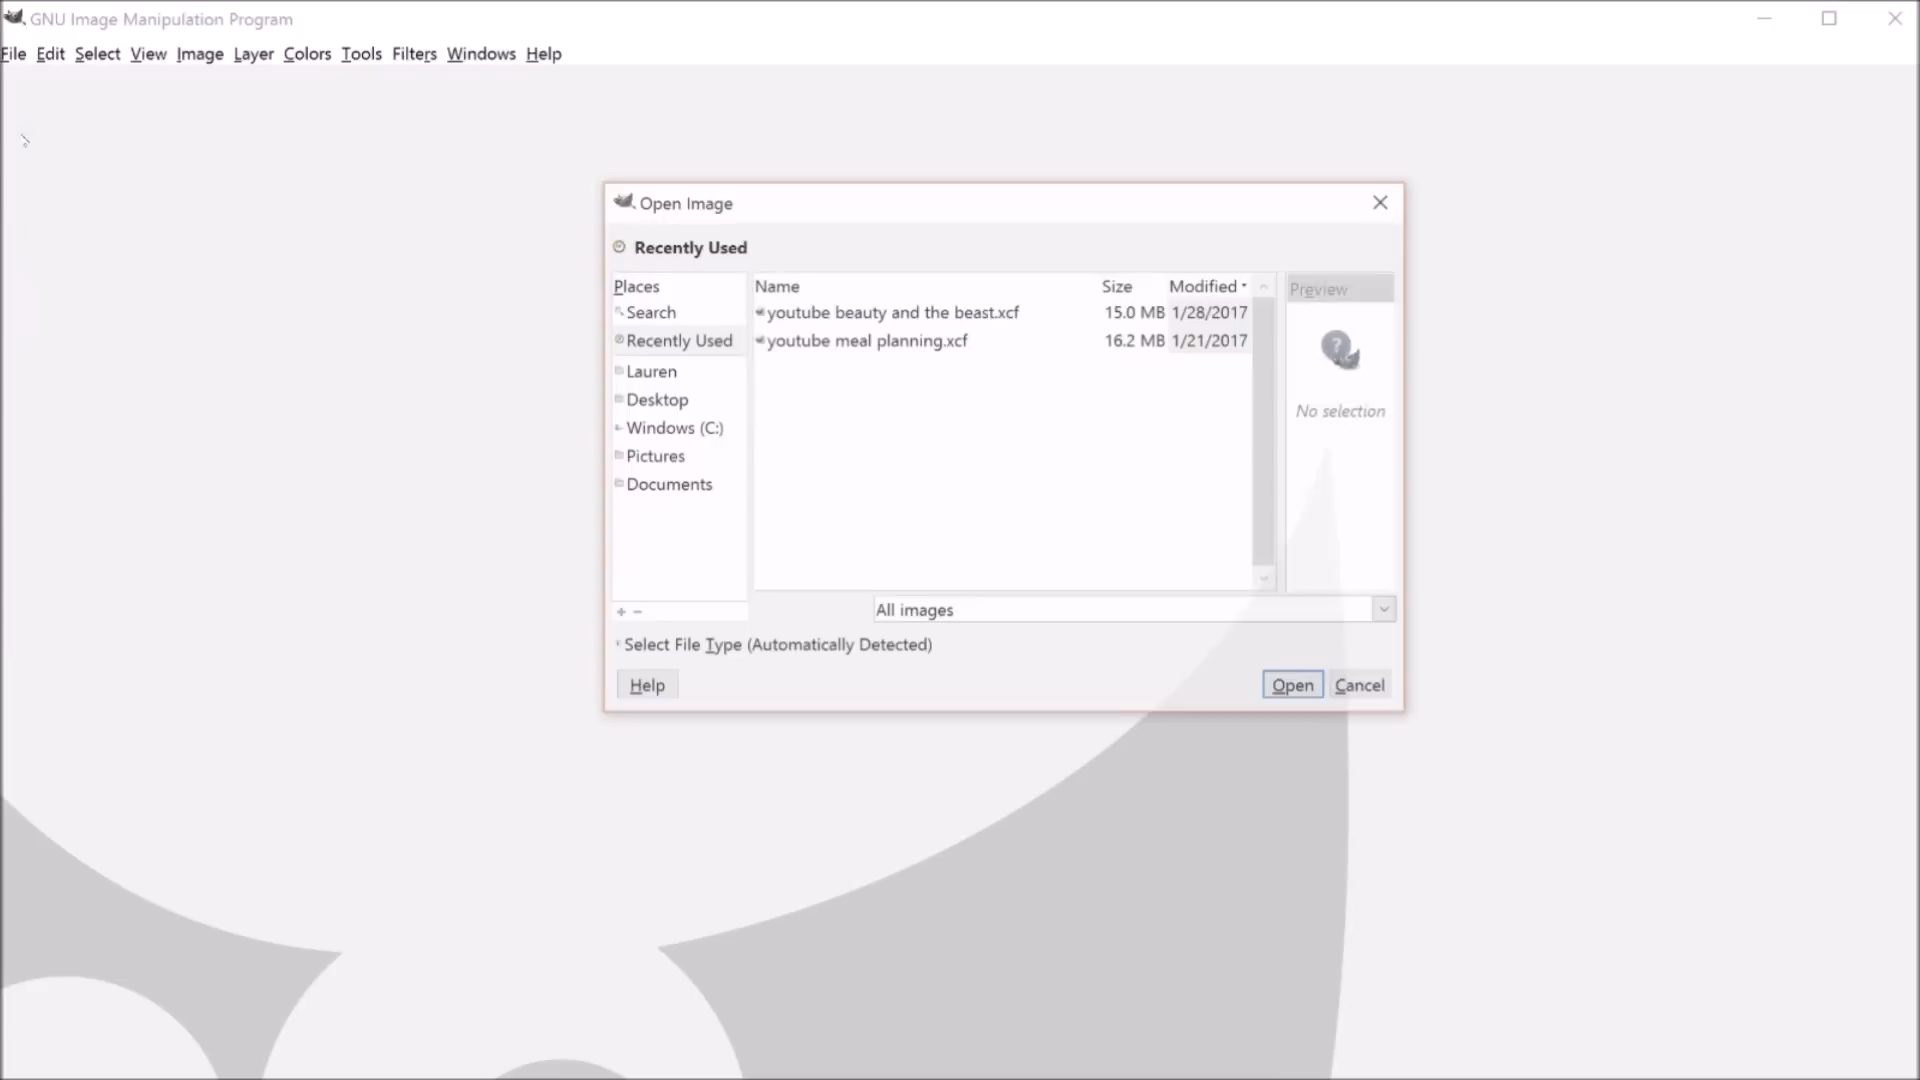 GNU Image Manipulation Program
File Edit Select View Image Layer Colors Tools Filters Windows Help
Open Image
Recently Used
Places
Search
Recently Used
Lauren
Desktop
Windows (C:)
Pictures
Documents
Name Size Modified
youtube beauty and the beast.xcf 15.0 MB 1/28/2017
youtube meal planning.xcf 16.2 MB 1/21/2017
Preview
No selection
All images
Select File Type (Automatically Detected)
Help Open Cancel